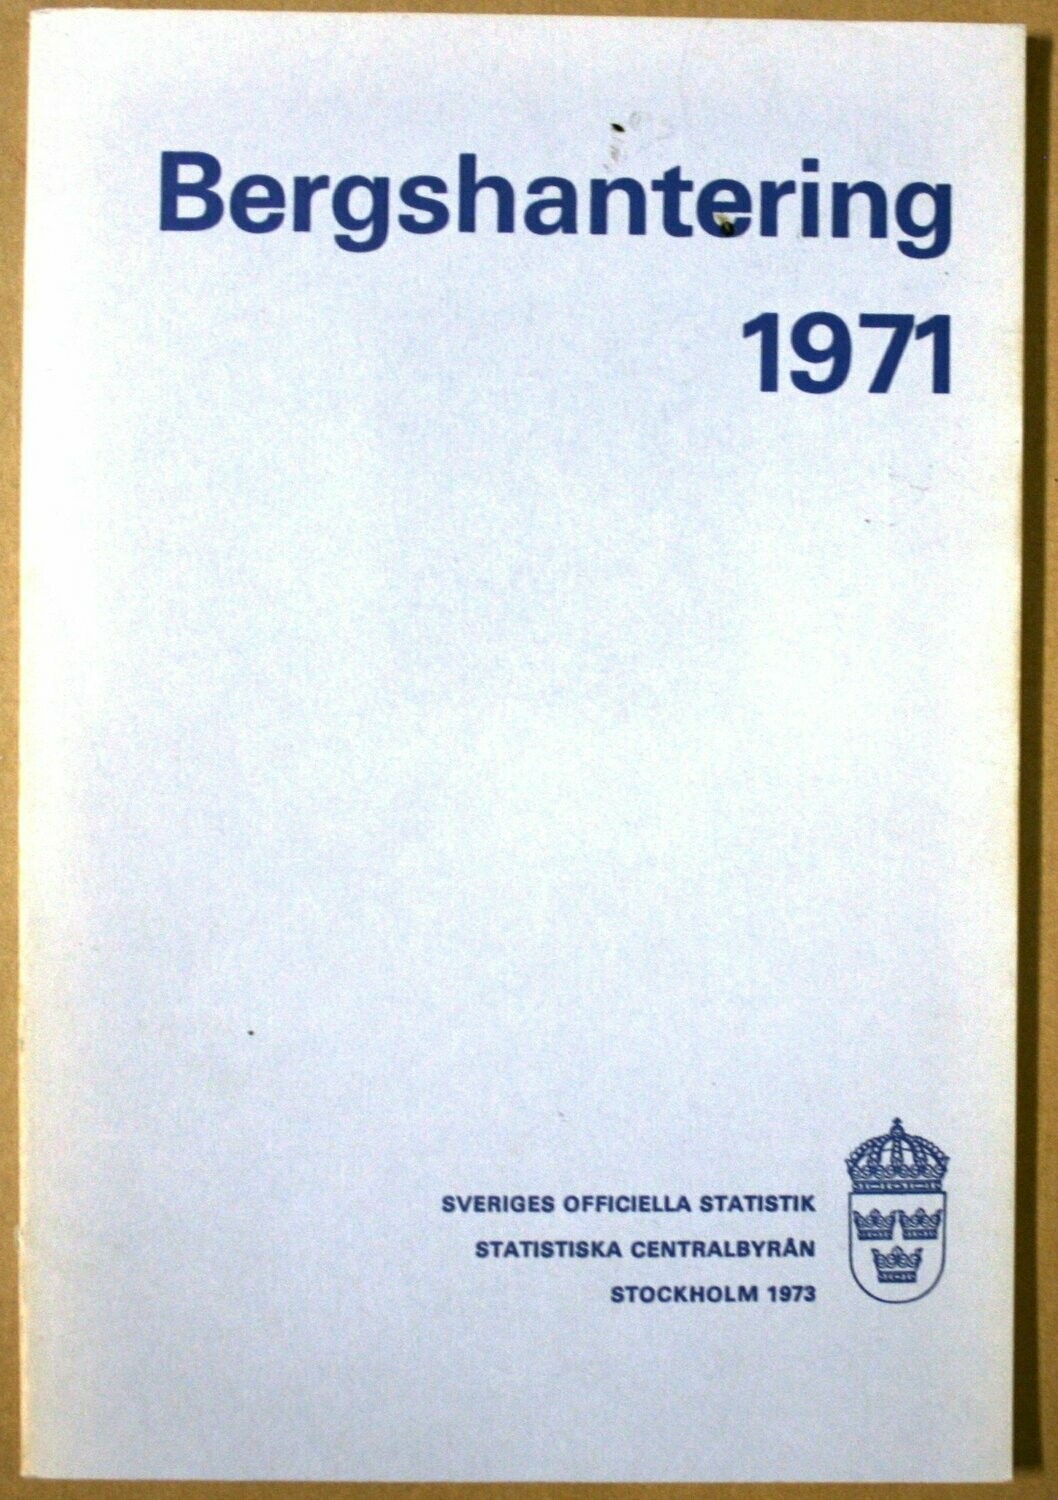 Bergshantering
1971
SVERIGES OFFICIELLA STATISTIK
STATISTISKA CENTRALBYRÅN
STOCKHOLM 1973